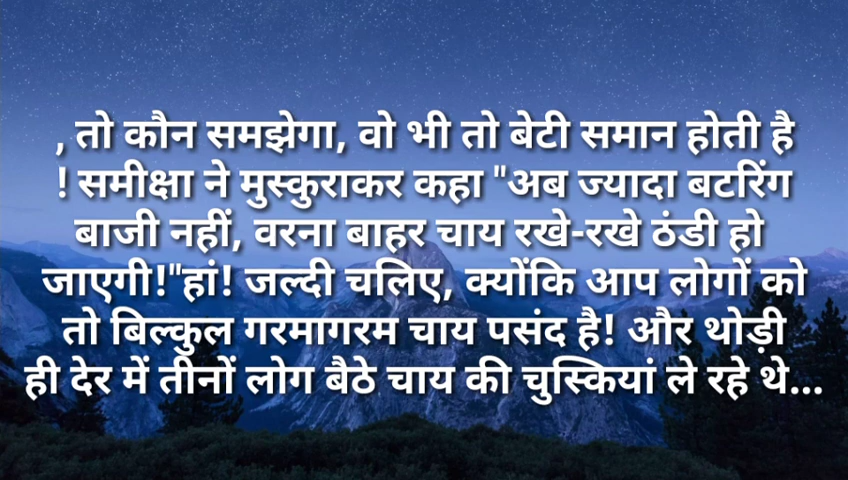 , तो कौन समझेगा, वो भी तो बेटी समान होती है
! समीक्षा ने मुस्कुराकर कहा "अब ज्यादा बटरिंग
बाजी नहीं, वरना बाहर चाय रखे-रखे ठंडी हो
जाएगी!"हां! जल्दी चलिए, क्योंकि आप लोगों को
तो बिल्कुल गरमागरम चाय पसंद है! और थोड़ी
ही देर में तीनों लोग बैठे चाय की चुस्कियां ले रहे थे...